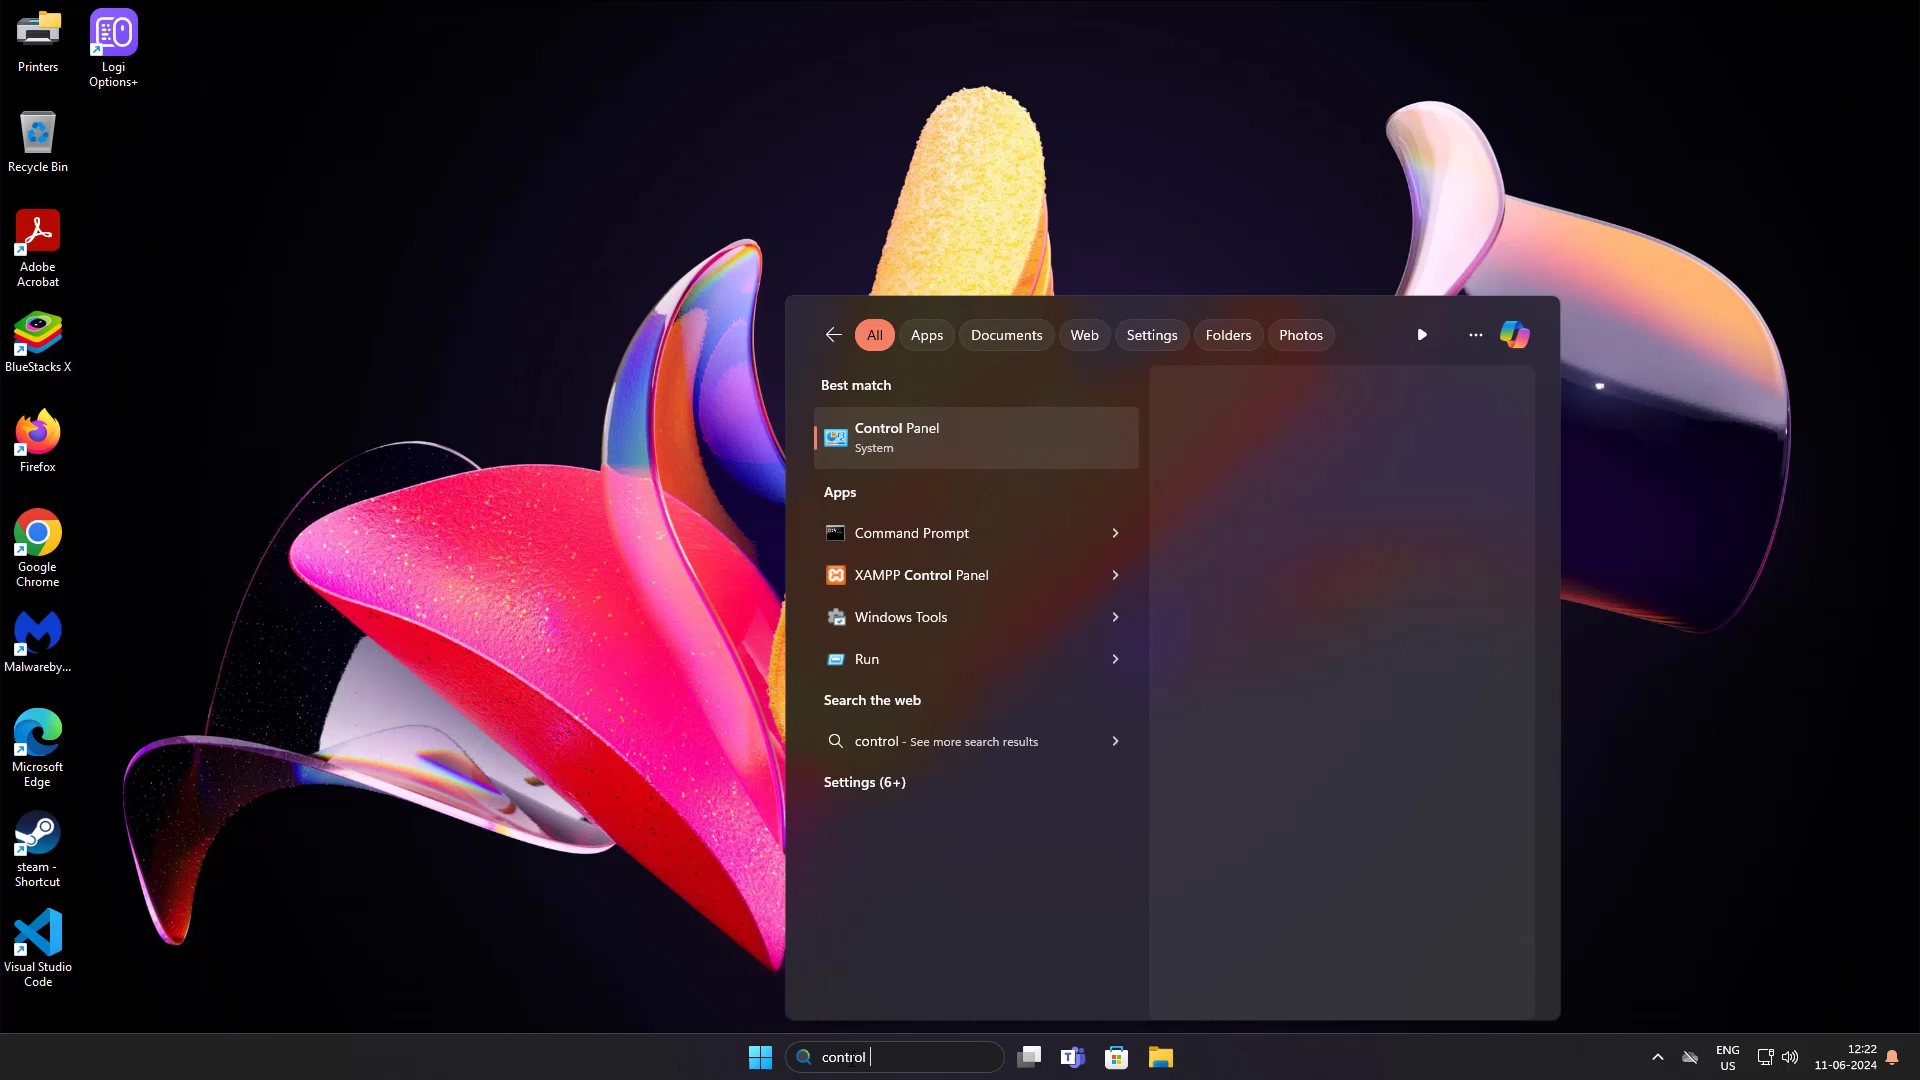 Printers
Logi
Options+
Recycle Bin
Adobe
Acrobat
BlueStacks X
Firefox
Google
Chrome
Malwareby...
Microsoft
Edge
steam -
Shortcut
Visual Studio
Code
All
Apps
Documents
Web
Settings
Folders
Photos
Best match
Control Panel
System
Apps
Command Prompt
XAMPP Control Panel
Windows Tools
Run
Search the web
control - See more search results
Settings (6+)
control
ENG
US
12:22
11-06-2024